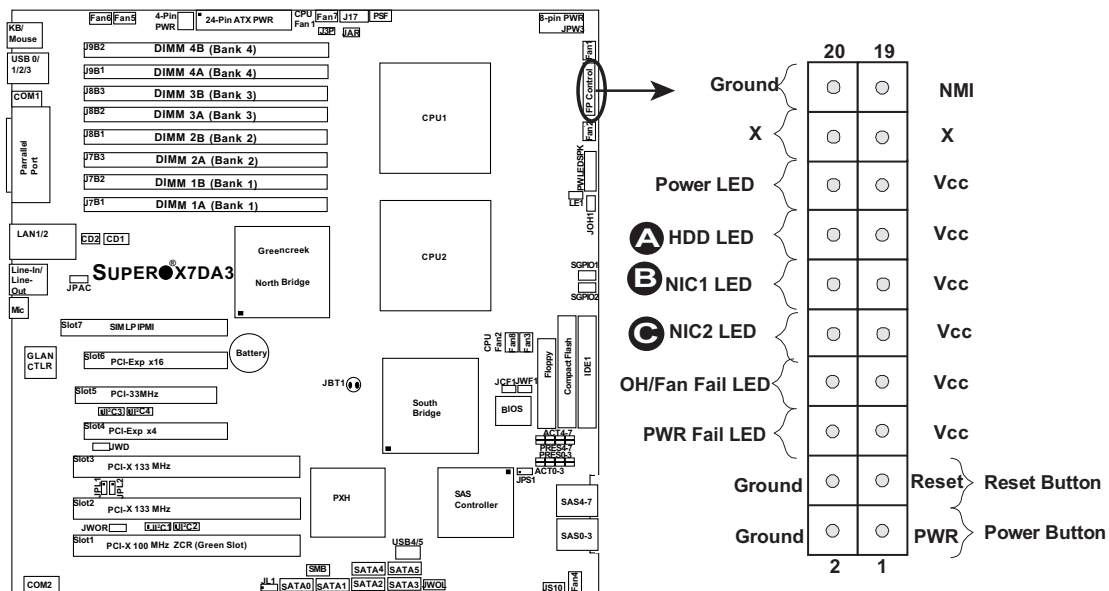 Fan6 Fan5
4-Pin PWR
24-Pin ATX PWR
CPU Fan1
Fan7
J17
PSF
J3P
JAR
8-pin PWR
JPW3
KB/ Mouse
USB 0/ 1/2/3
COM1
Parrallel Port
J9B2 DIMM 4B (Bank 4)
J9B1 DIMM 4A (Bank 4)
J8B3 DIMM 3B (Bank 3)
J8B2 DIMM 3A (Bank 3)
J8B1 DIMM 2B (Bank 2)
J7B3 DIMM 2A (Bank 2)
J7B2 DIMM 1B (Bank 1)
J7B1 DIMM 1A (Bank 1)
CPU1
Fan1
FP Control
Fan2
PWLEDSPK
LE1
JOH1
LAN1/2
CD2 CD1
Greencreek
North Bridge
CPU2
SUPER®X7DA3
JPAC
Line-In/ Line-Out
Mic
SGPIO1
SGPIO2
Slot7 SIMLP IPMI
GLAN CTLR
Slot6 PCI-Exp x16
Battery
CPU Fan2
Fan8
Fan3
Floppy
Compact Flash
IDE1
Slot5 PCI-33MHz
JBT1
South Bridge
JCF1 JWF1
BIOS
I²C3 I²C4
Slot4 PCI-Exp x4
JWD
ACT4-7
PRES4-7
PRES0-3
ACT0-3
Slot3 PCI-X 133 MHz
JPL1
JPL2
PXH
SAS Controller
JPS1
SAS4-7
Slot2 PCI-X 133 MHz
JWOR
I²C1 I²C2
SAS0-3
Slot1 PCI-X 100 MHz ZCR (Green Slot)
USB4/5
COM2
JL1
SMB
SATA4 SATA5
SATA0 SATA1 SATA2 SATA3 JWOL
JS10
Fan4
20 19
Ground NMI
X X
Power LED Vcc
A HDD LED Vcc
B NIC1 LED Vcc
C NIC2 LED Vcc
OH/Fan Fail LED Vcc
PWR Fail LED Vcc
Ground Reset Reset Button
Ground PWR Power Button
2 1